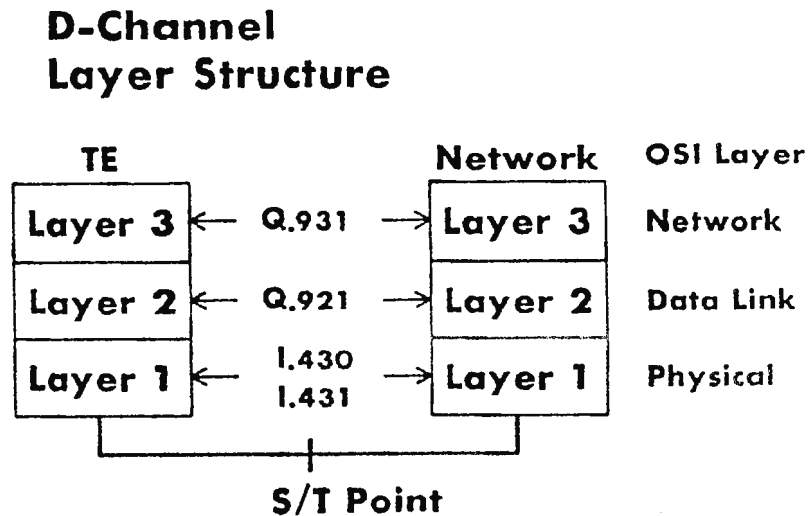 D-Channel
Layer Structure
TE
Network
OSI Layer
Layer 3
Q.931
Layer 3
Network
Layer 2
Q.921
Layer 2
Data Link
Layer 1
I.430
I.431
Layer 1
Physical
S/T Point